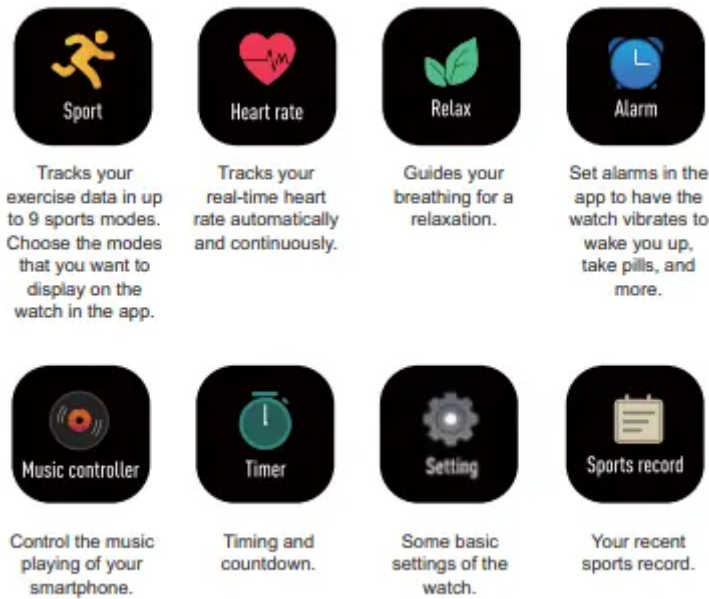 Sport
Tracks your
exercise data in up
to 9 sports modes.
Choose the modes
that you want to
display on the
watch in the app.
Heart rate
Tracks your
real-time heart
rate automatically
and continuously.
Relax
Guides your
breathing for a
relaxation.
Alarm
Set alarms in the
app to have the
watch vibrates to
wake you up,
take pills, and
more.
Music controller
Control the music
playing of your
smartphone.
Timer
Timing and
countdown.
Setting
Some basic
settings of the
watch.
Sports record
Your recent
sports record.